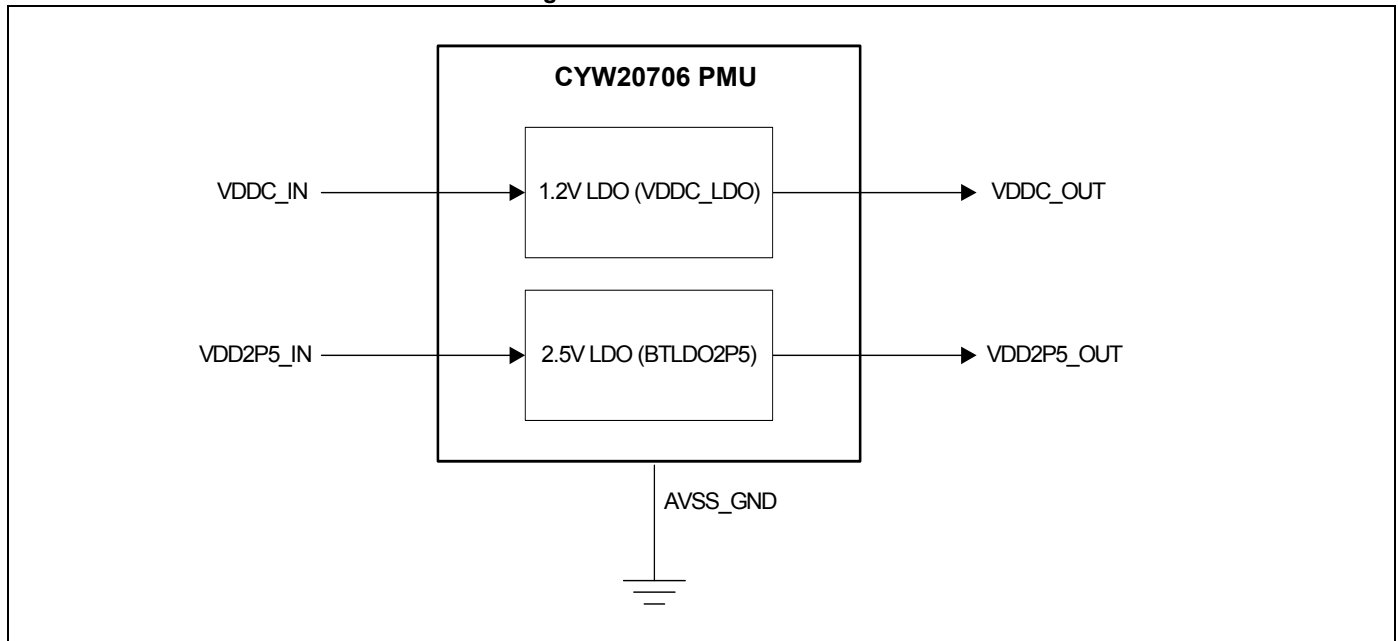 CYW20706 PMU
VDDC_IN
1.2V LDO (VDDC_LDO)
VDDC_OUT
VDD2P5_IN
2.5V LDO (BTLDO2P5)
VDD2P5_OUT
AVSS_GND